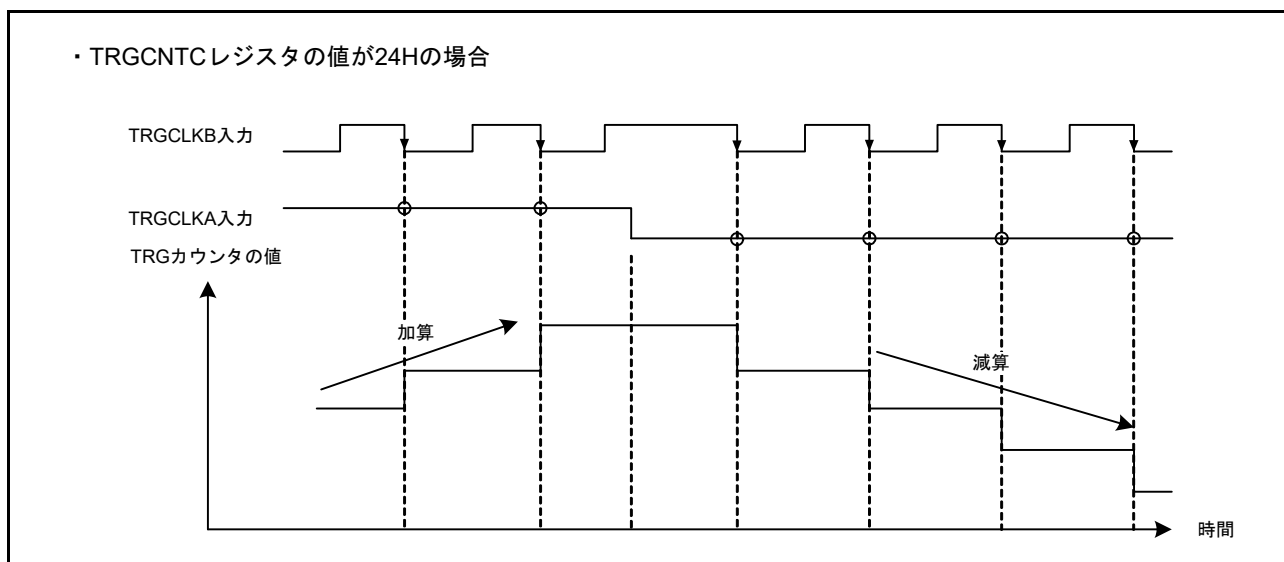 ・TRGCNTCレジスタの値が24Hの場合
TRGCLKB入力
TRGCLKA入力
TRGカウンタの値
加算
減算
時間